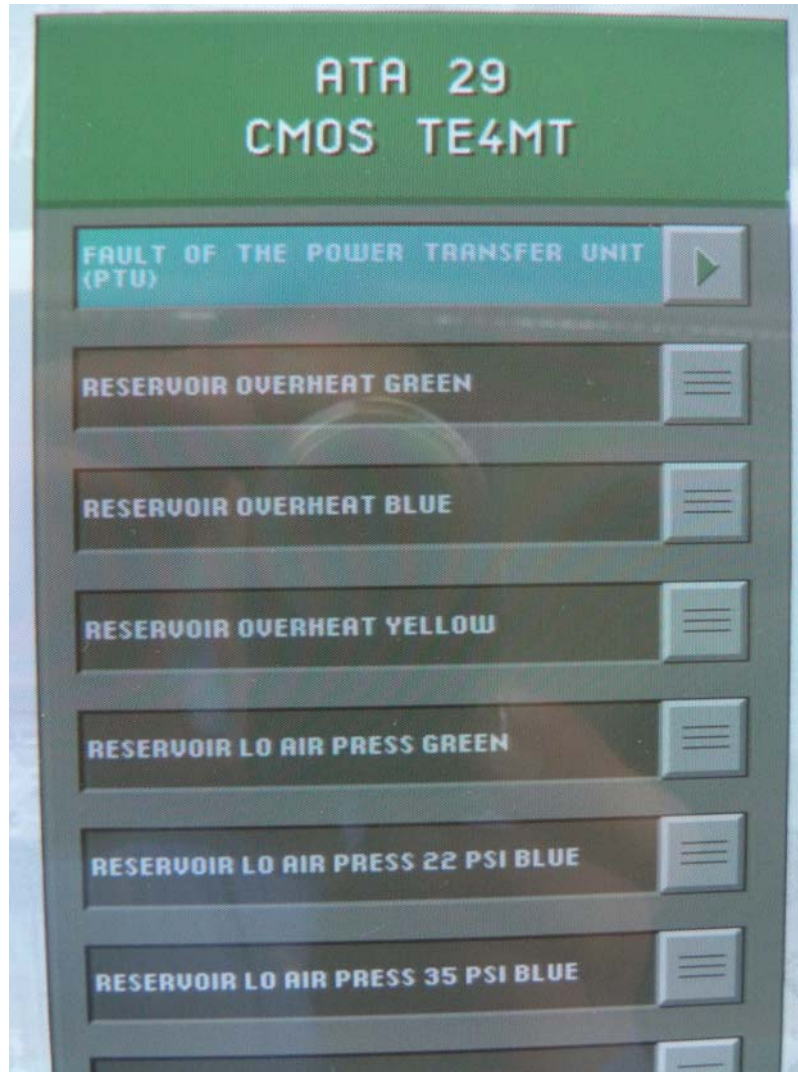 ATA 29
CMOS TE4MT
FAULT OF THE POWER TRANSFER UNIT
(PTU)
RESERVOIR OVERHEAT GREEN
RESERVOIR OVERHEAT BLUE
RESERVOIR OVERHEAT YELLOW
RESERVOIR LO AIR PRESS GREEN
RESERVOIR LO AIR PRESS 22 PSI BLUE
RESERVOIR LO AIR PRESS 35 PSI BLUE